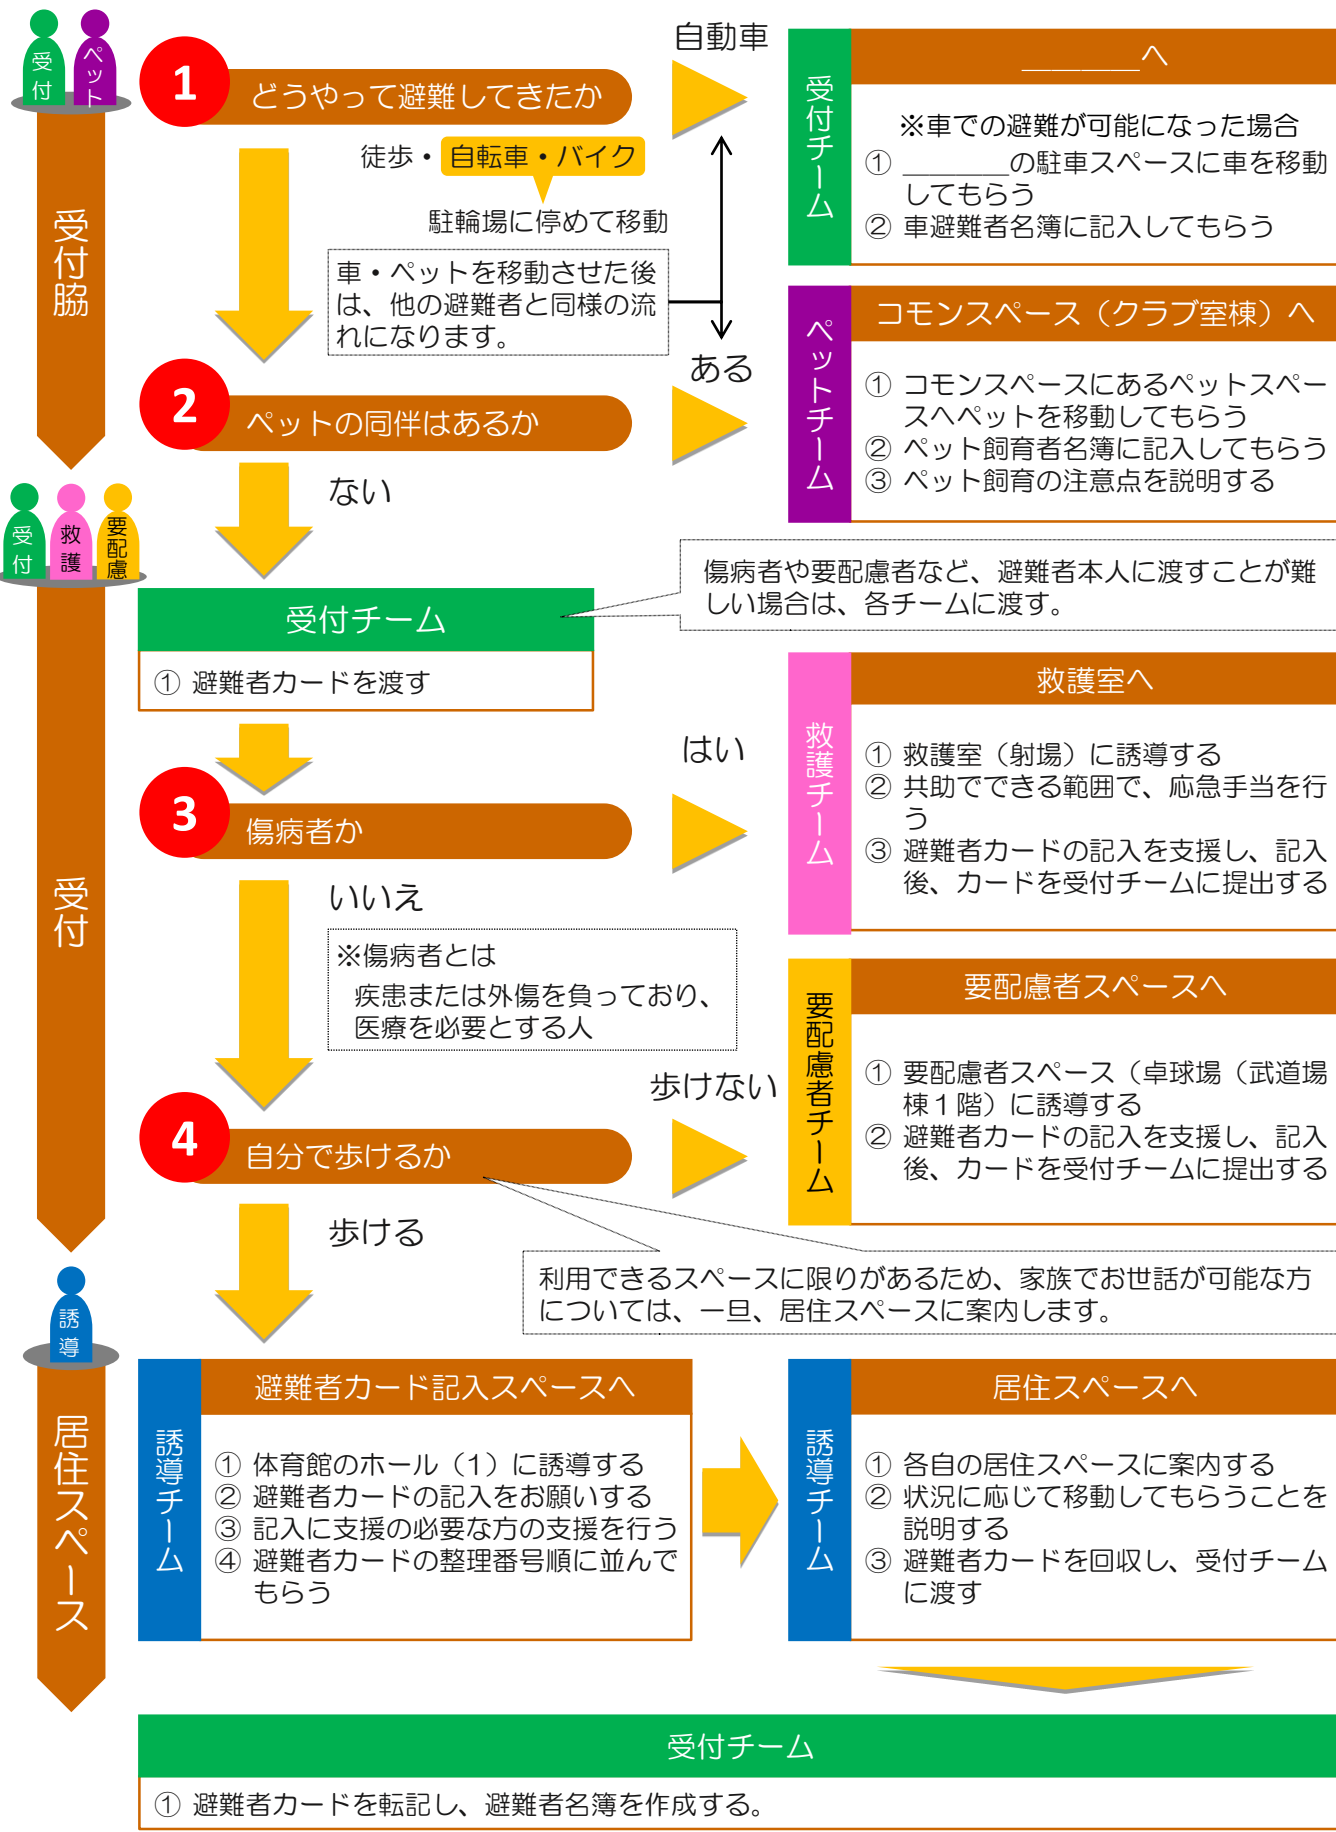 受付
ペット
受付脇
1
どうやって避難してきたか
自動車
徒歩・自転車・バイク
駐輪場に停めて移動
車・ペットを移動させた後
は、他の避難者と同様の流
れになります。
受付チーム
________へ
※車での避難が可能になった場合
① ________の駐車スペースに車を移動
してもらう
② 車避難者名簿に記入してもらう
2
ペットの同伴はあるか
ある
ない
ペットチーム
コモンスペース（クラブ室棟）へ
① コモンスペースにあるペットスペー
スへペットを移動してもらう
② ペット飼育者名簿に記入してもらう
③ ペット飼育の注意点を説明する
受付
救護
要配慮
受付
受付チーム
① 避難者カードを渡す
傷病者や要配慮者など、避難者本人に渡すことが難
しい場合は、各チームに渡す。
3
傷病者か
はい
いいえ
※傷病者とは
疾患または外傷を負っており、
医療を必要とする人
救護チーム
救護室へ
① 救護室（射場）に誘導する
② 共助でできる範囲で、応急手当を行
う
③ 避難者カードの記入を支援し、記入
後、カードを受付チームに提出する
4
自分で歩けるか
歩けない
歩ける
要配慮者チーム
要配慮者スペースへ
① 要配慮者スペース（卓球場（武道場
棟１階）に誘導する
② 避難者カードの記入を支援し、記入
後、カードを受付チームに提出する
利用できるスペースに限りがあるため、家族でお世話が可能な方
については、一旦、居住スペースに案内します。
誘導
居住スペース
誘導チーム
避難者カード記入スペースへ
① 体育館のホール（1）に誘導する
② 避難者カードの記入をお願いする
③ 記入に支援の必要な方の支援を行う
④ 避難者カードの整理番号順に並んで
もらう
誘導チーム
居住スペースへ
① 各自の居住スペースに案内する
② 状況に応じて移動してもらうことを
説明する
③ 避難者カードを回収し、受付チーム
に渡す
受付チーム
① 避難者カードを転記し、避難者名簿を作成する。